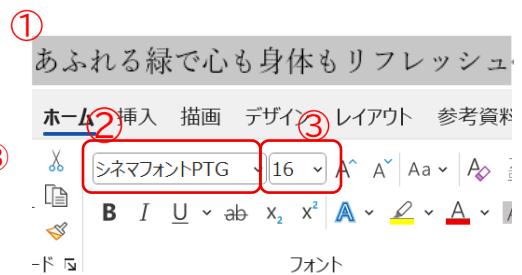 ①
あふれる緑で心も身体もリフレッシュ
ホーム 挿入 描画 デザイン レイアウト 参考資料
② ③
シネマフォントPTG 16 A^ Aˇ Aa A
B I U ab x₂ x² A A
フォント